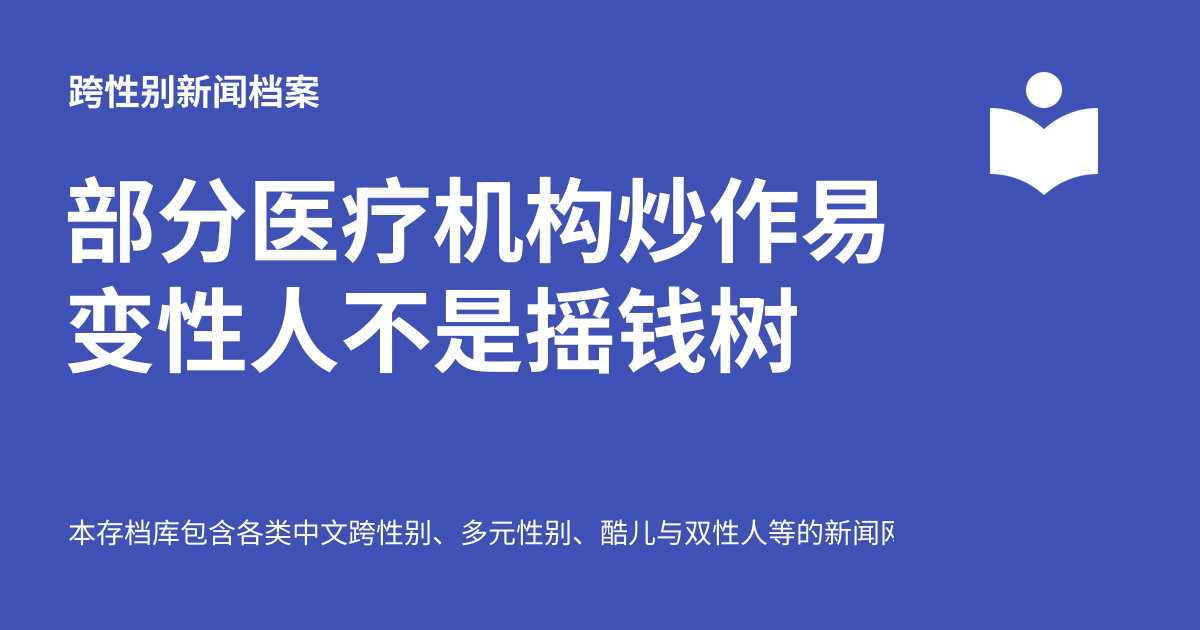 跨性别新闻档案
部分医疗机构炒作易
变性人不是摇钱树
本存档库包含各类中文跨性别、多元性别、酷儿与双性人等的新闻